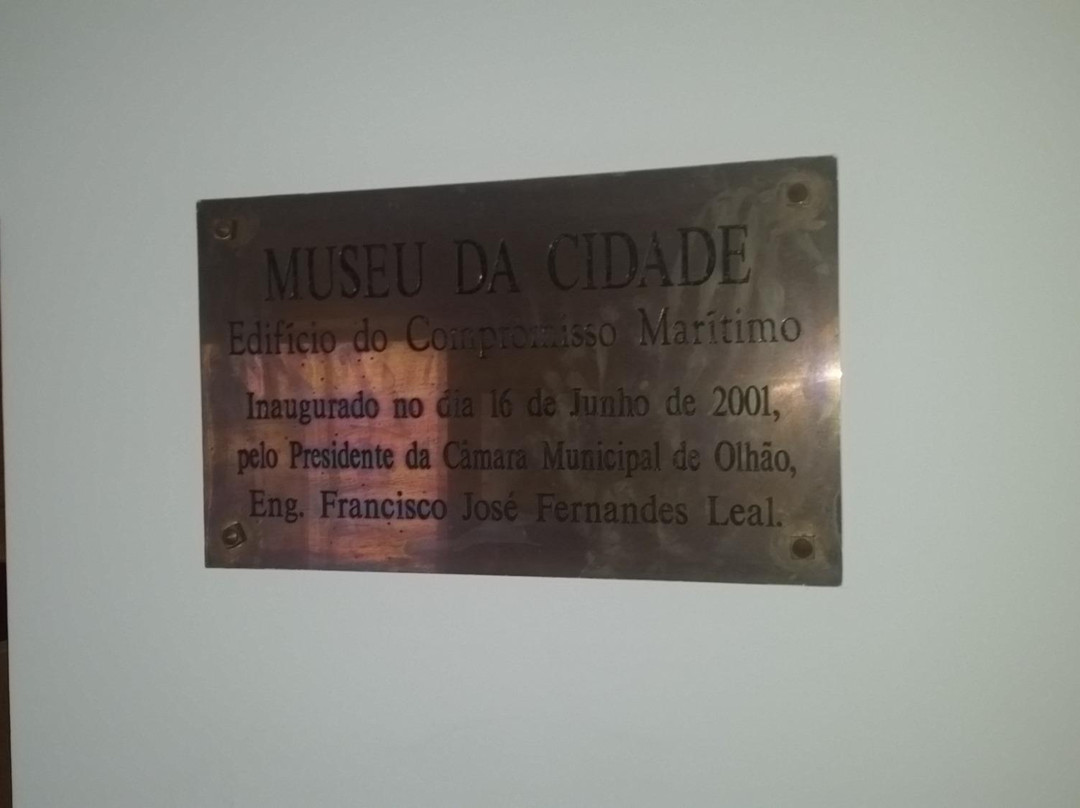 MUSEU DA CIDADE
Edifício do Compromisso Marítimo
Inaugurado no dia 16 de Junho de 2001,
pelo Presidente da Câmara Municipal de Olhão,
Eng. Francisco José Fernandes Leal.